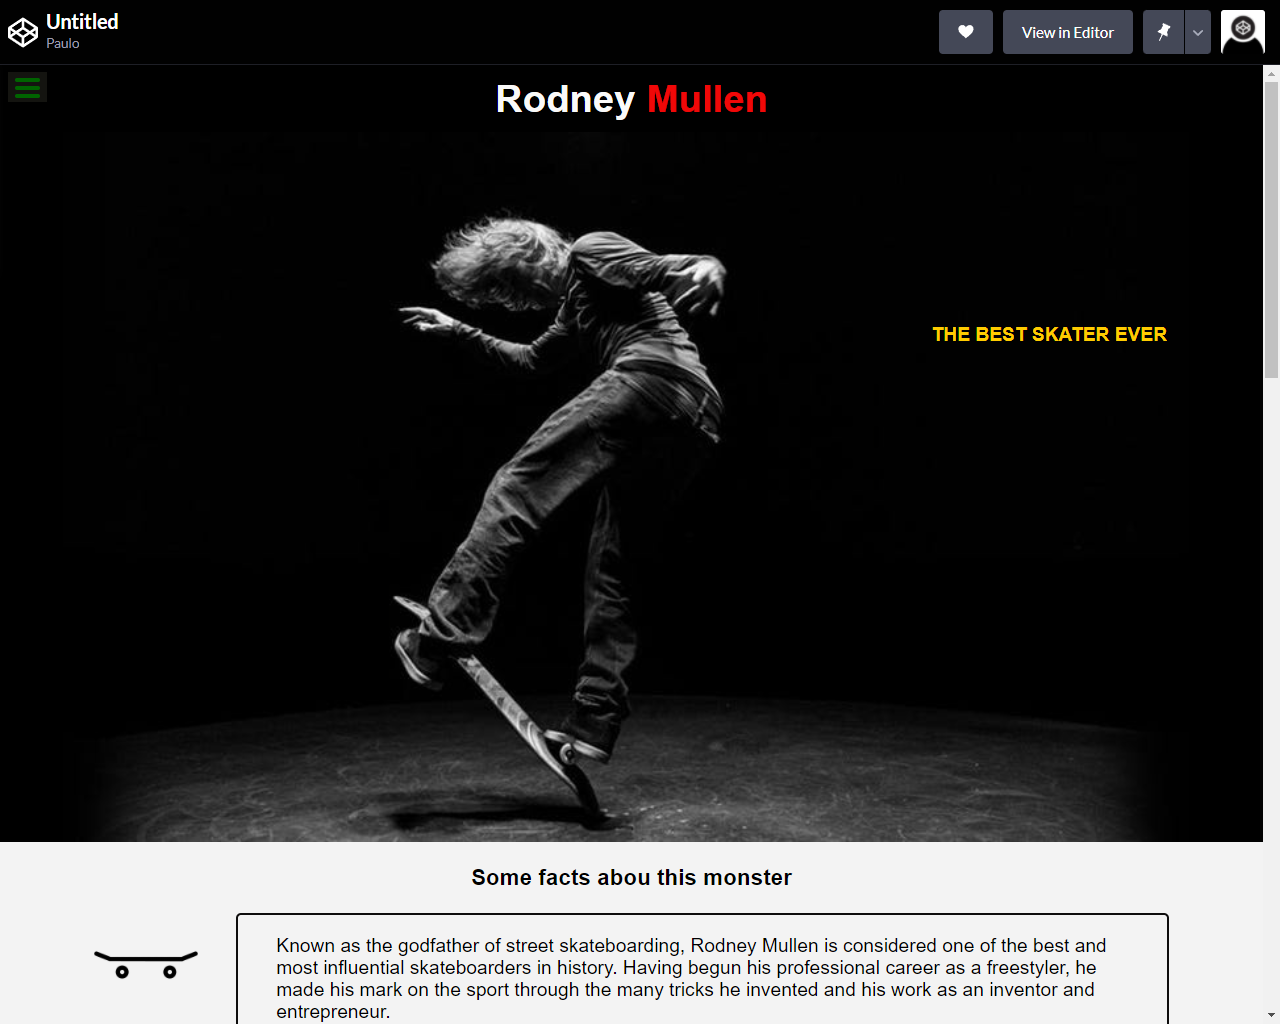 Untitled
Paulo
View in Editor
Rodney Mullen
THE BEST SKATER EVER
Some facts abou this monster
Known as the godfather of street skateboarding, Rodney Mullen is considered one of the best and
most influential skateboarders in history. Having begun his professional career as a freestyler, he
made his mark on the sport through the many tricks he invented and his work as an inventor and
entrepreneur.